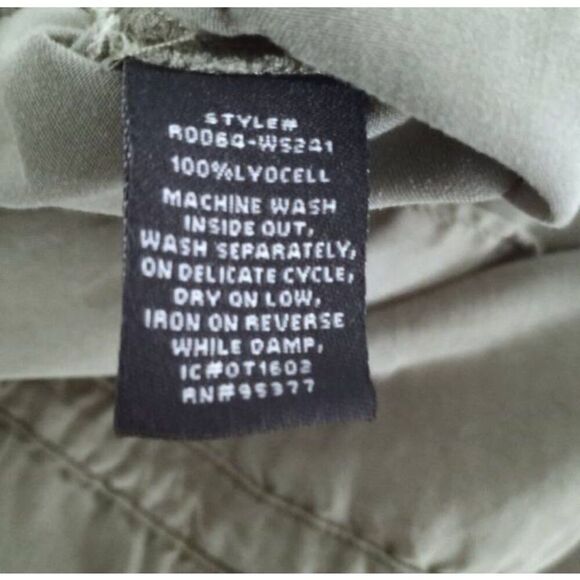 STYLE#
R0064-WS241
100%LYOCELL
MACHINE WASH
INSIDE OUT,
WASH SEPARATELY,
ON DELICATE CYCLE,
DRY ON LOW,
IRON ON REVERSE
WHILE DAMP,
IC#OT1602
RN#95377